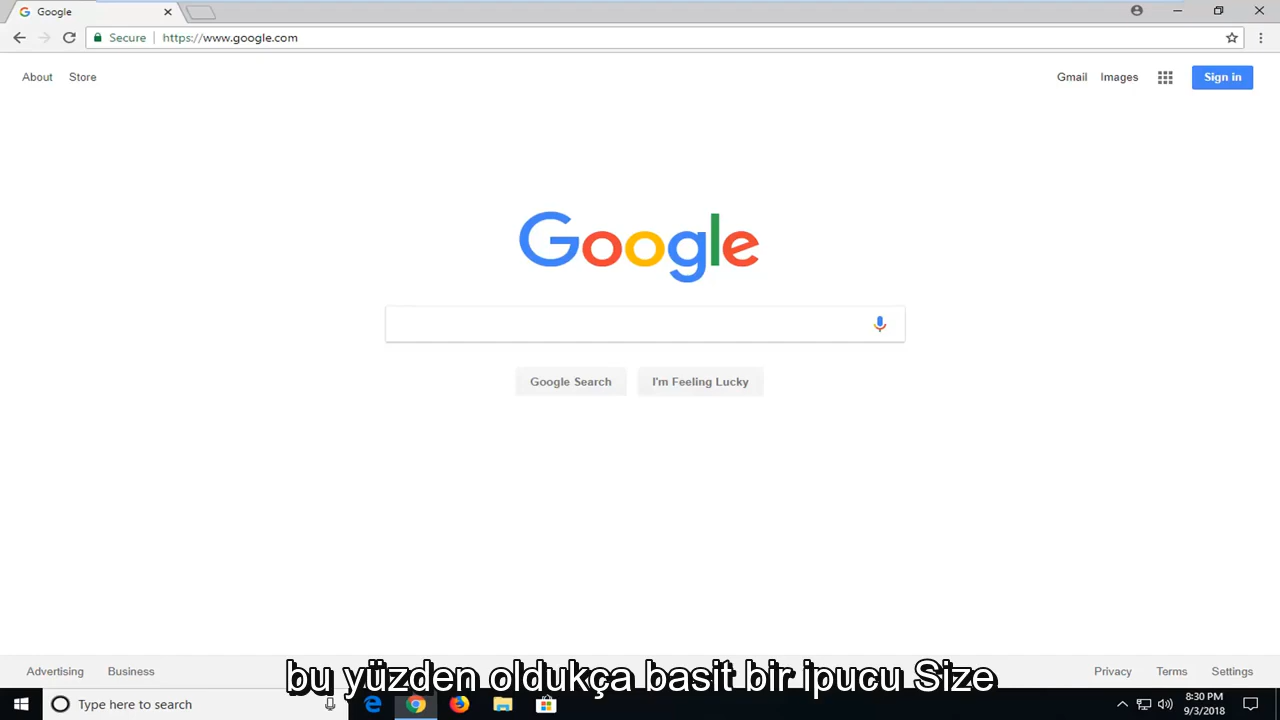 Google
Secure
https://www.google.com
About
Store
Gmail
Images
Sign in
Google
Google Search
I'm Feeling Lucky
Advertising
Business
Privacy
Terms
Settings
bu yüzden oldukça basit bir ipucu Size
Type here to search
8:30 PM
9/3/2018